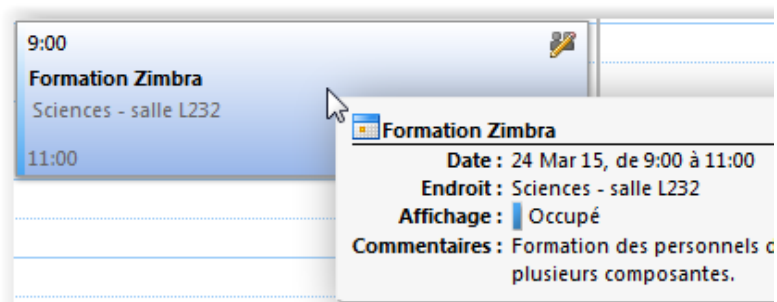 9:00
Formation Zimbra
Sciences - salle L232
11:00
Formation Zimbra
Date : 24 Mar 15, de 9:00 à 11:00
Endroit : Sciences - salle L232
Affichage : Occupé
Commentaires : Formation des personnels
plusieurs composantes.